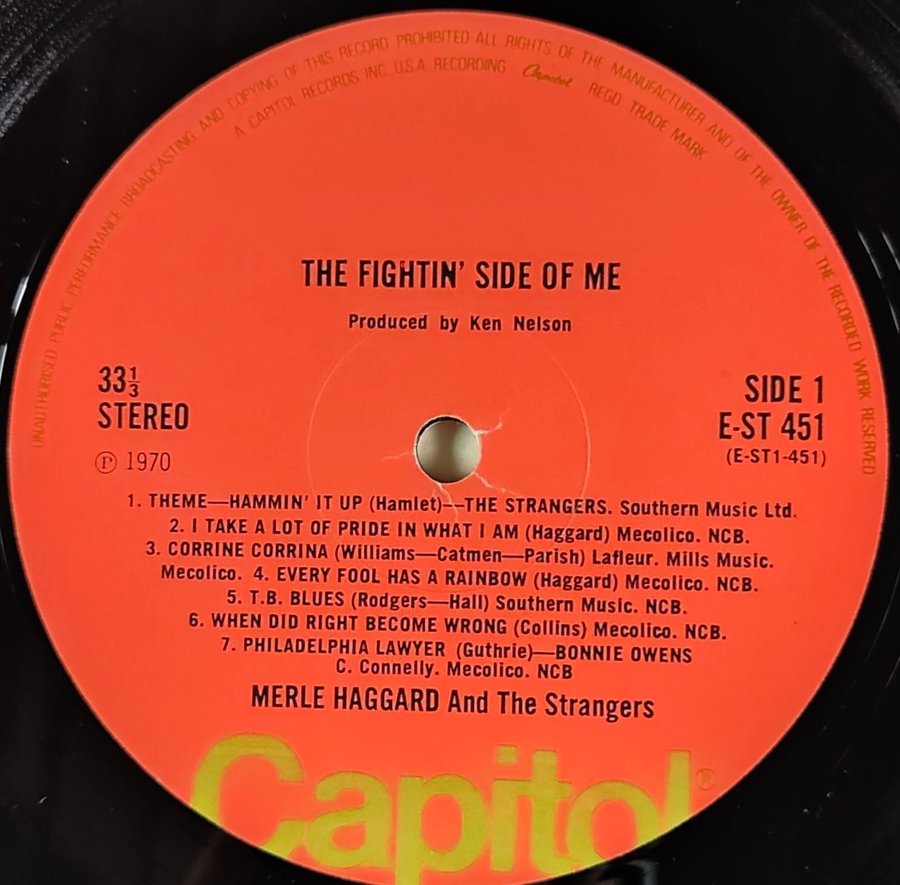 UNAUTHORISED PUBLIC PERFORMANCE BROADCASTING AND COPYING OF THIS RECORD PROHIBITED ALL RIGHTS OF THE MANUFACTURER AND OF THE OWNER OF THE RECORDED WORK RESERVED
A CAPITOL RECORDS INC. U.S.A. RECORDING Capitol REGD TRADE MARK
THE FIGHTIN' SIDE OF ME
Produced by Ken Nelson
33⅓
STEREO
Ⓟ 1970
SIDE 1
E-ST 451
(E-ST1-451)
1. THEME—HAMMIN' IT UP (Hamlet)—THE STRANGERS. Southern Music Ltd.
2. I TAKE A LOT OF PRIDE IN WHAT I AM (Haggard) Mecolico. NCB.
3. CORRINE CORRINA (Williams—Catmen—Parish) Lafleur. Mills Music.
Mecolico. 4. EVERY FOOL HAS A RAINBOW (Haggard) Mecolico. NCB.
5. T.B. BLUES (Rodgers—Hall) Southern Music. NCB.
6. WHEN DID RIGHT BECOME WRONG (Collins) Mecolico. NCB.
7. PHILADELPHIA LAWYER (Guthrie)—BONNIE OWENS
C. Connelly. Mecolico. NCB
MERLE HAGGARD And The Strangers
Capitol®